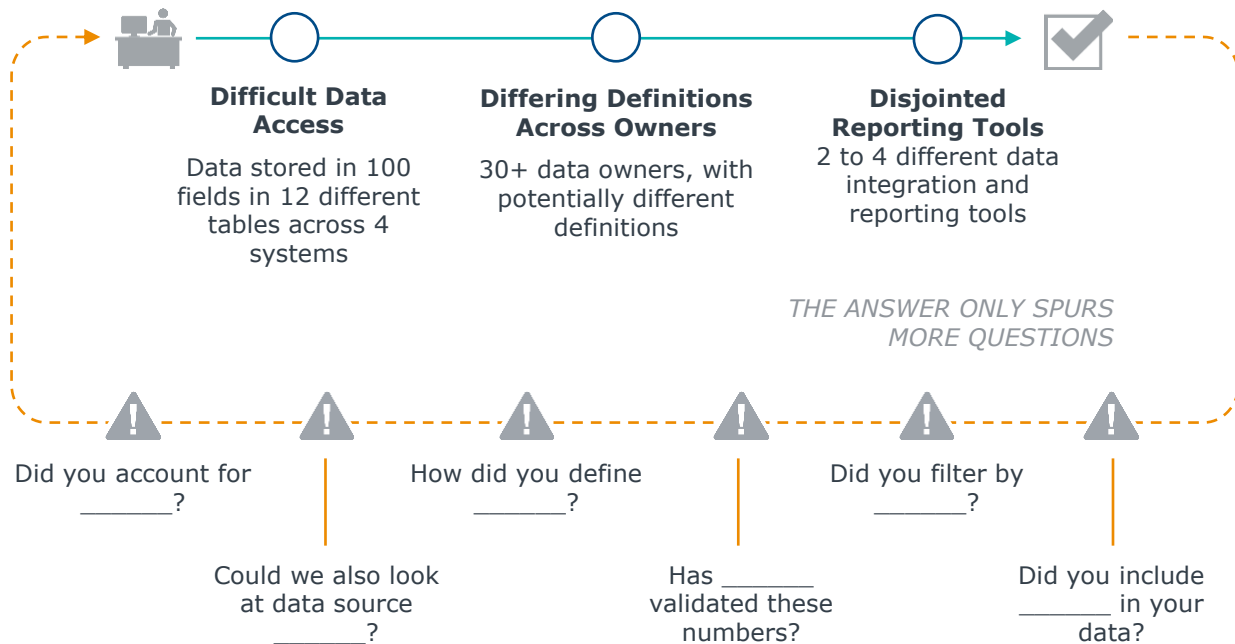 Difficult Data
Access
Data stored in 100
fields in 12 different
tables across 4
systems
Differing Definitions
Across Owners
30+ data owners, with
potentially different
definitions
Disjointed
Reporting Tools
2 to 4 different data
integration and
reporting tools
THE ANSWER ONLY SPURS
MORE QUESTIONS
Did you account for
______?
Could we also look
at data source
______?
How did you define
______?
Has ______
validated these
numbers?
Did you filter by
______?
Did you include
______ in your
data?